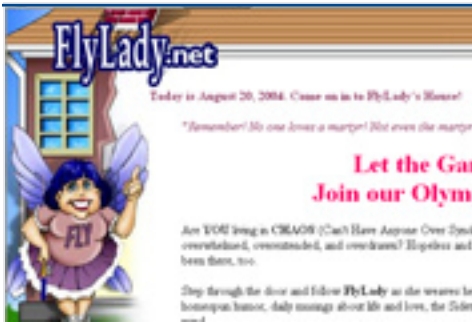 FlyLady.net
Today is August 20, 2004. Come on in to FlyLady's House!
"Remember! No one loves a martyr! Not even the martyr
Let the Ga
Join our Olym
Are YOU living in CHAOS (Can't Have Anyone Over Synd
overwhelmed, overextended, and overdrawn? Hopeless and
been there, too.
Step through the door and follow FlyLady as she weaves he
homespun humor, daily musings about life and love, the Side
FLY